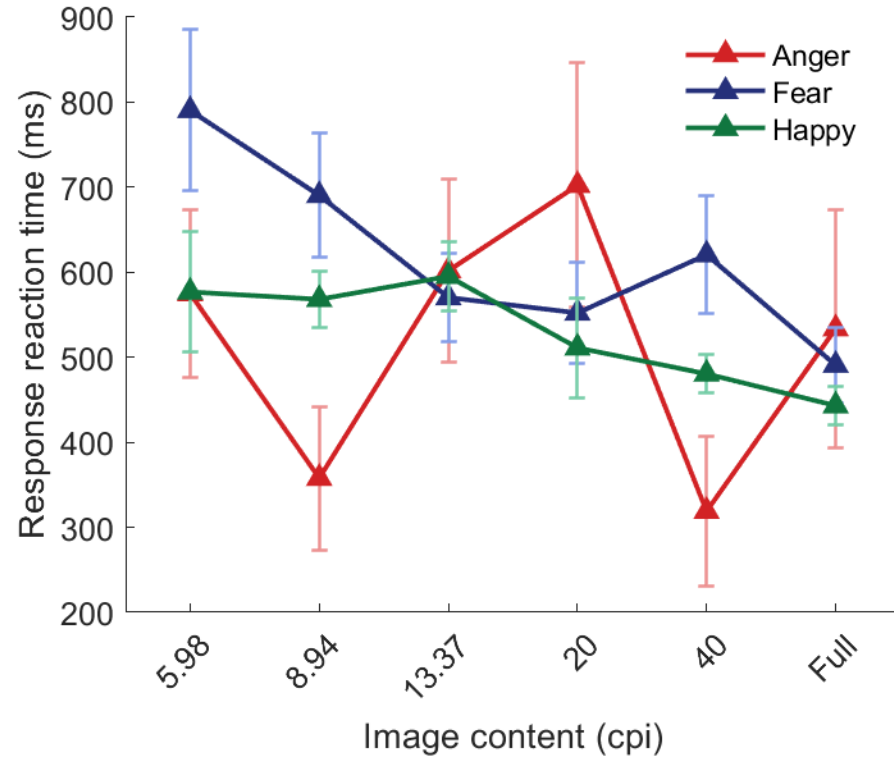 900
800
700
600
500
400
300
200
Response reaction time (ms)
Anger
Fear
Happy
5.98
8.94
13.37
20
40
Full
Image content (cpi)